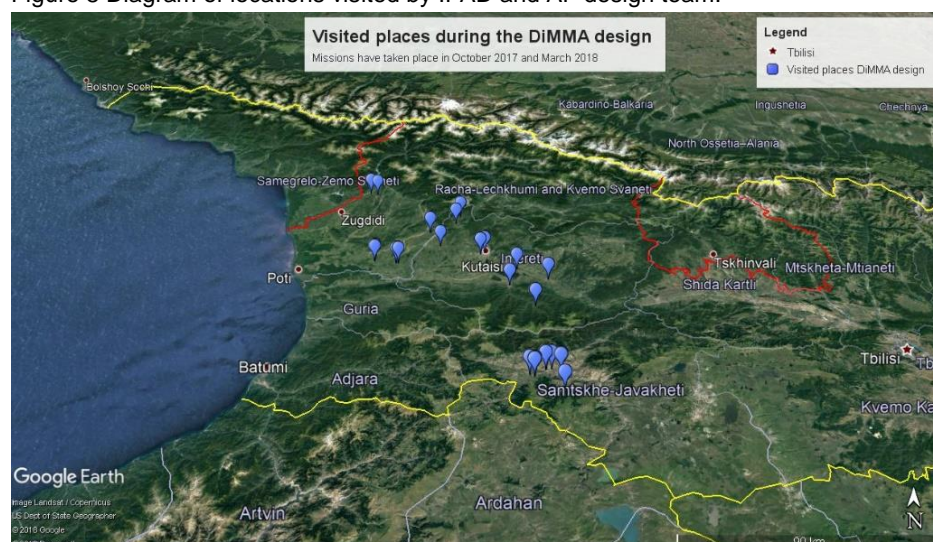 Figure 8 Diagram of locations visited by IFAD and AF design team.
Visited places during the DiMMA design
Missions have taken place in October 2017 and March 2018
Legend
Tbilisi
Visited places DiMMA design
Bolshoy Sochi
Kabardino-Balkaria
Ingushetia
Chechnya
North Ossetia–Alania
Samegrelo-Zemo Svaneti
Racha-Lechkhumi and Kvemo Svaneti
Zugdidi
Poti
Kutaisi
Imereti
Tskhinvali
Mtskheta-Mtianeti
Shida Kartli
Guria
Tbilisi
Tb
Batumi
Adjara
Samtskhe-Javakheti
Kvemo Ka
Google Earth
Image Landsat / Copernicus
US Dept of State Geographer
© 2018 Google
Artvin
Ardahan
N
90 km